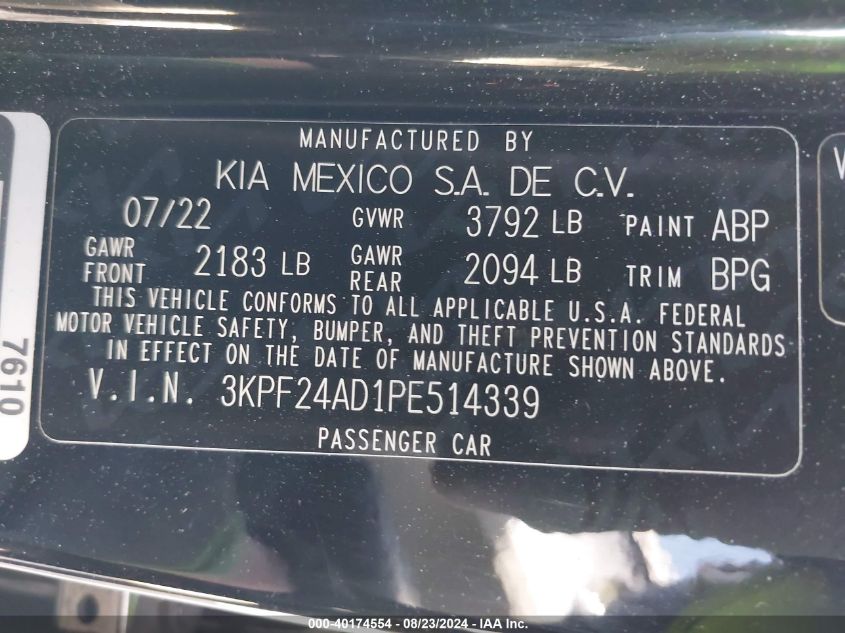 MANUFACTURED BY
KIA MEXICO S.A. DE C.V.
07/22 GVWR 3792 LB PAINT ABP
GAWR FRONT 2183 LB GAWR REAR 2094 LB TRIM BPG
THIS VEHICLE CONFORMS TO ALL APPLICABLE U.S.A. FEDERAL
MOTOR VEHICLE SAFETY, BUMPER, AND THEFT PREVENTION STANDARDS
IN EFFECT ON THE DATE OF MANUFACTURE SHOWN ABOVE.
V.I.N. 3KPF24AD1PE514339
PASSENGER CAR
7610
V
000-40174554 | 08/23/2024 - IAA, Inc.